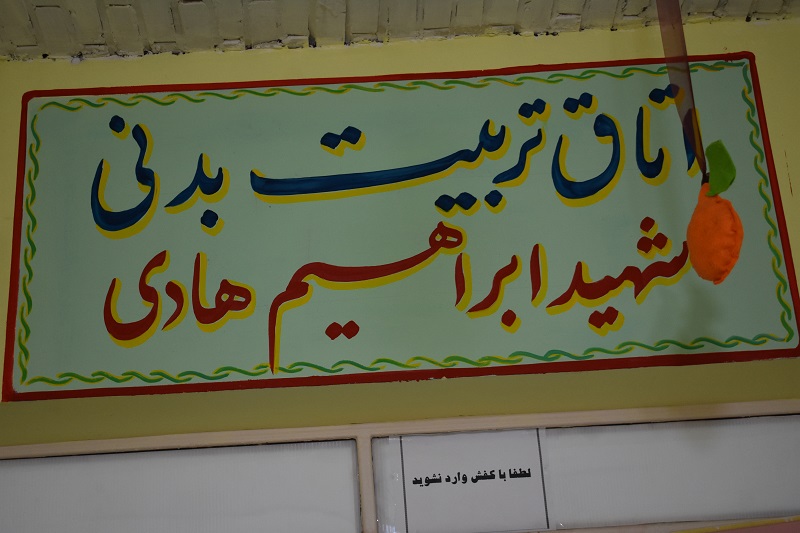 اتاق تربیت بدنی
شهید ابراهیم هادی
لطفا با کفش وارد نشوید